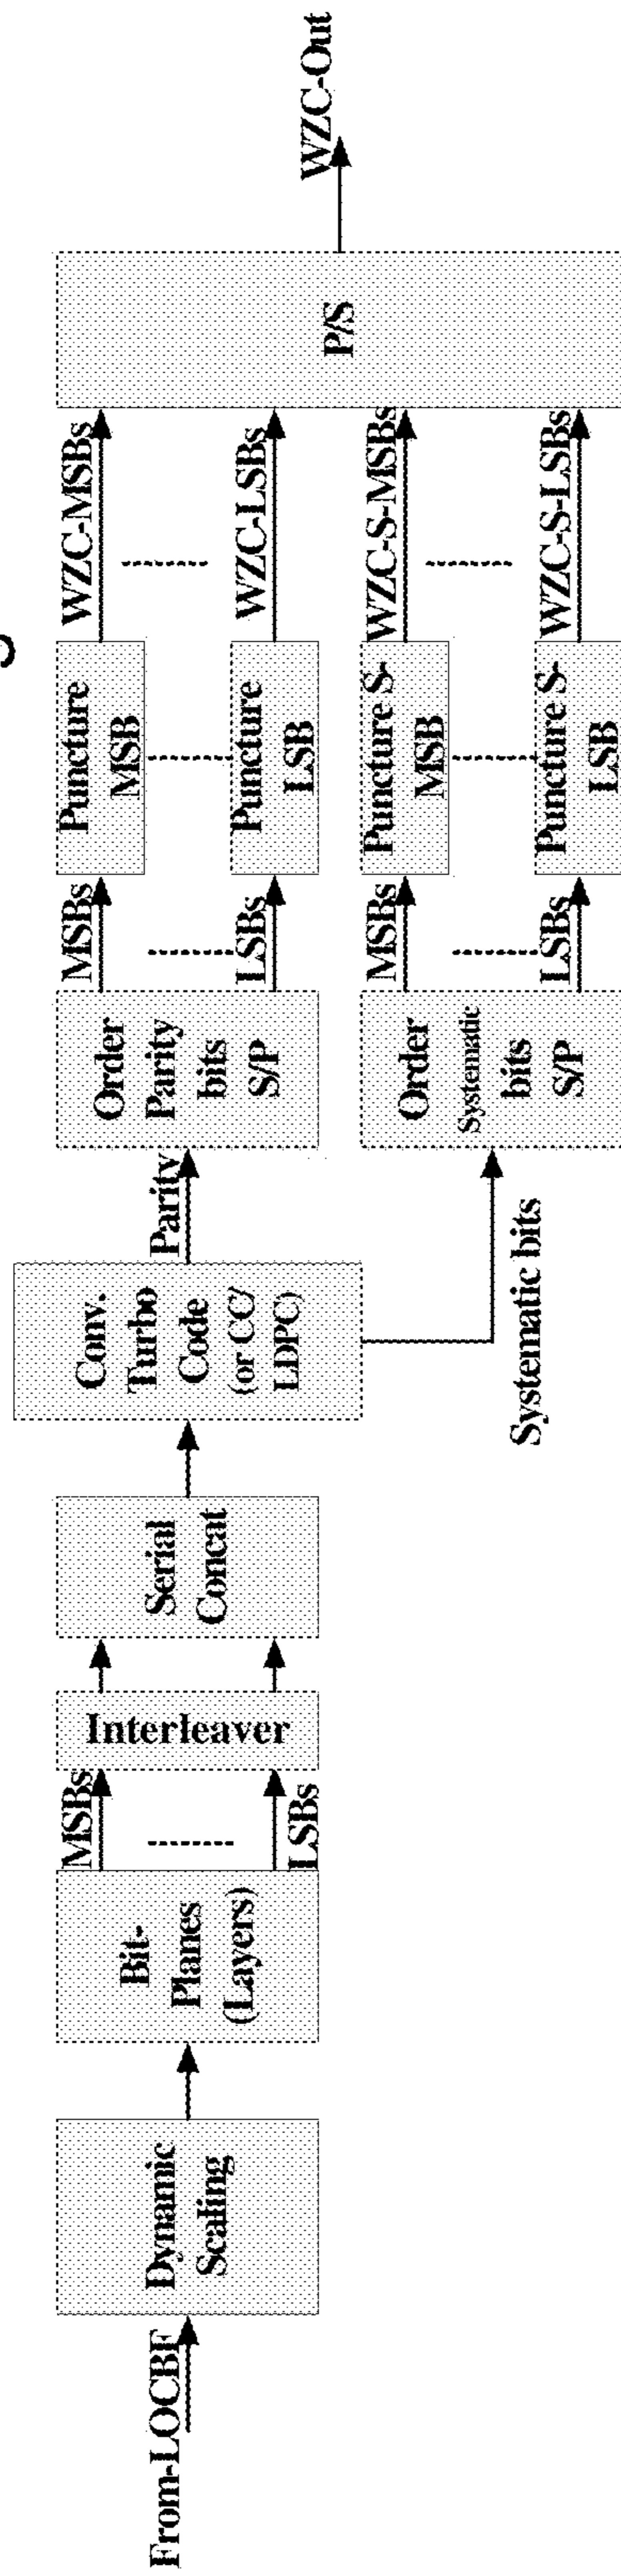 From-LOCBF
Dynamic
Scaling
Bit-
Planes
(Layers)
MSBs
LSBs
Interleaver
Serial
Concat
Conv.
Turbo
Code
(or CC/
LDPC)
Parity
Systematic bits
Order
Parity
bits
S/P
MSBs
LSBs
Puncture
MSB
Puncture
LSB
WZC-MSBs
WZC-LSBs
Order
Systematic
bits
S/P
MSBs
LSBs
Puncture S-
MSB
Puncture S-
LSB
WZC-S-MSBs
WZC-S-LSBs
P/S
WZC-Out